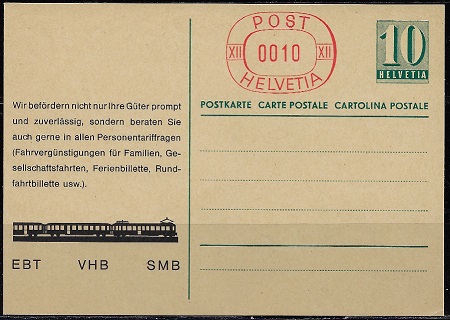 POST
XII 0010 XII
HELVETIA
10
HELVETIA
POSTKARTE CARTE POSTALE CARTOLINA POSTALE
Wir befördern nicht nur Ihre Güter prompt
und zuverlässig, sondern beraten Sie
auch gerne in allen Personentariffragen
(Fahrvergünstigungen für Familien, Ge-
sellschaftsfahrten, Ferienbillette, Rund-
fahrtbillette usw.).
EBT VHB SMB